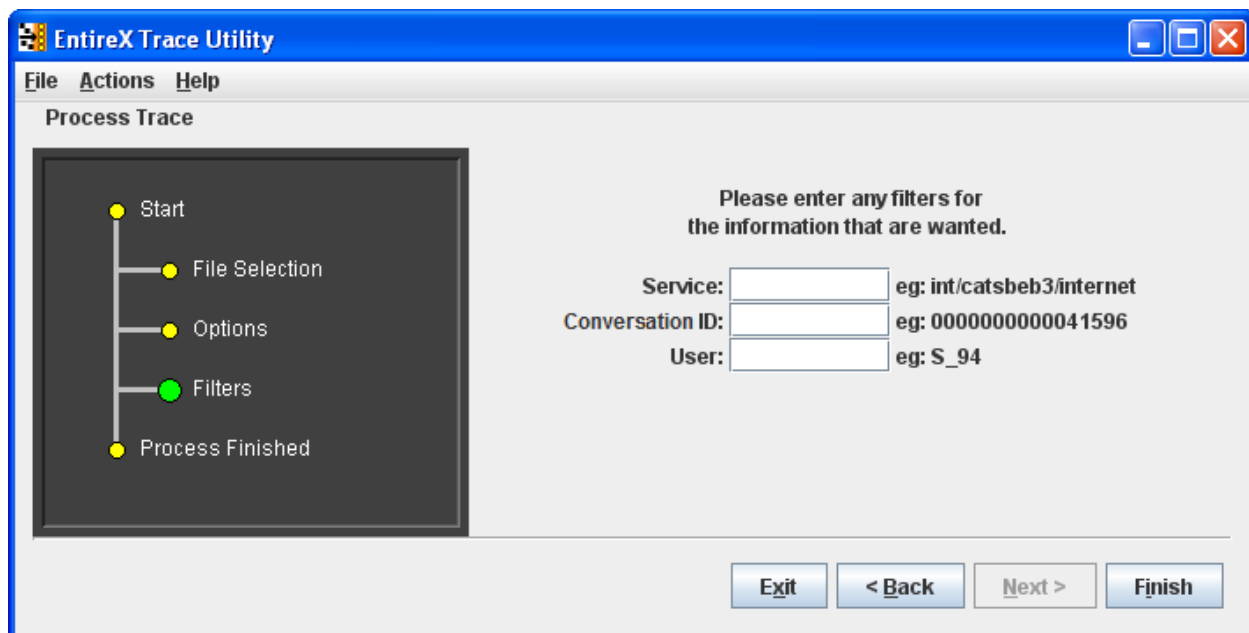 EntireX Trace Utility
File Actions Help
Process Trace
Start
File Selection
Options
Filters
Process Finished
Please enter any filters for
the information that are wanted.
Service: eg: int/catsbeb3/internet
Conversation ID: eg: 0000000000041596
User: eg: S_94
Exit < Back Next > Finish